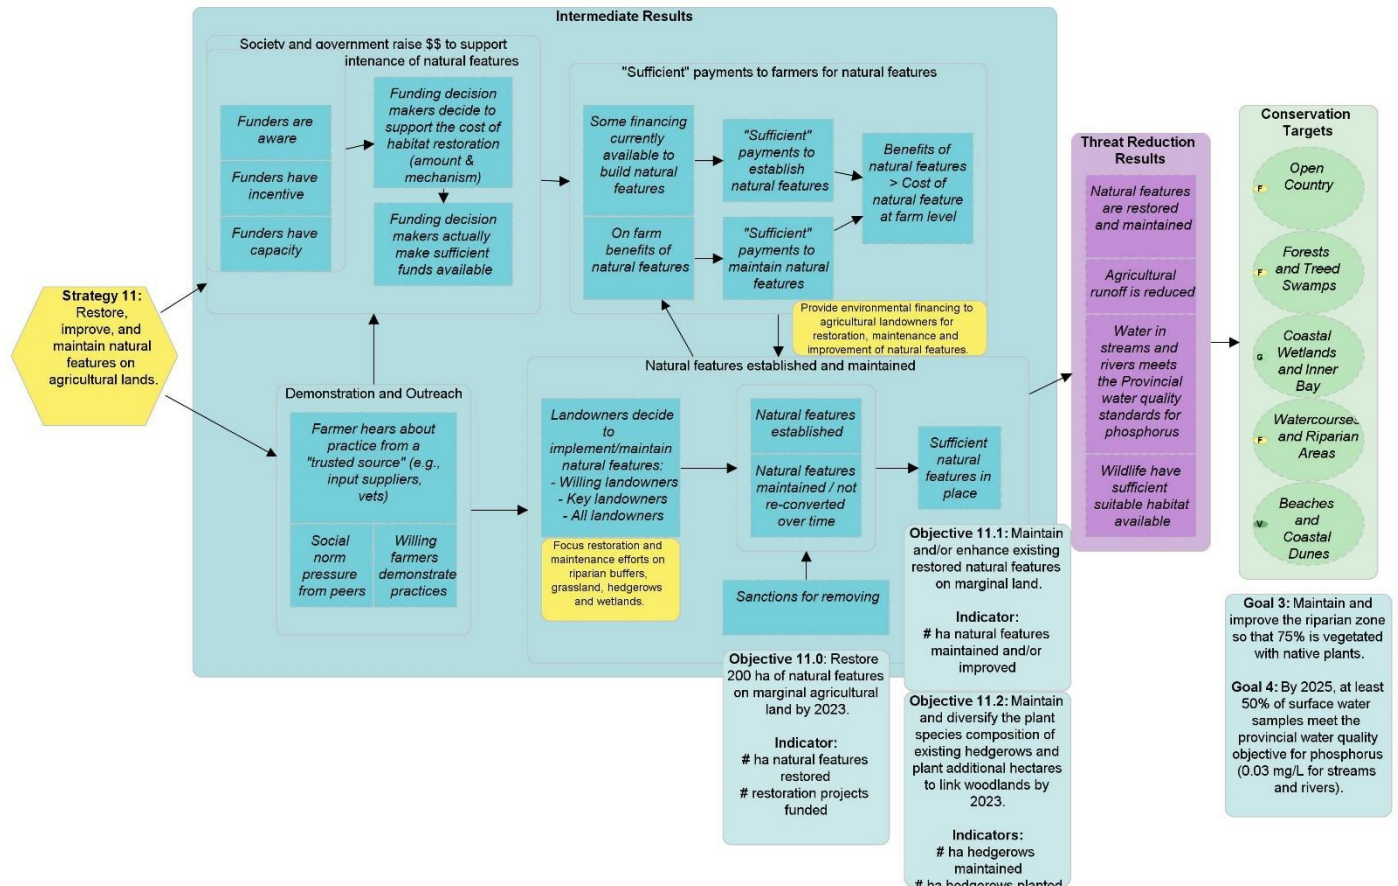 Intermediate Results
Society and government raise $$ to support
intenance of natural features
Funders are
aware
Funders have
incentive
Funders have
capacity
Funding decision
makers decide to
support the cost of
habitat restoration
(amount &
mechanism)
Funding decision
makers actually
make sufficient
funds available
"Sufficient" payments to farmers for natural features
Some financing
currently
available to
build natural
features
On farm
benefits of
natural features
"Sufficient"
payments to
establish
natural features
"Sufficient"
payments to
maintain natural
features
Benefits of
natural features
> Cost of
natural feature
at farm level
Provide environmental financing to
agricultural landowners for
restoration, maintenance and
improvement of natural features.
Strategy 11:
Restore,
improve, and
maintain natural
features on
agricultural lands.
Demonstration and Outreach
Farmer hears about
practice from a
"trusted source" (e.g.,
input suppliers,
vets)
Social
norm
pressure
from peers
Willing
farmers
demonstrate
practices
Natural features established and maintained
Landowners decide
to
implement/maintain
natural features:
- Willing landowners
- Key landowners
- All landowners
Focus restoration and
maintenance efforts on
riparian buffers,
grassland, hedgerows
and wetlands.
Natural features
established
Natural features
maintained / not
re-converted
over time
Sanctions for removing
Sufficient
natural
features in
place
Objective 11.0: Restore
200 ha of natural features
on marginal agricultural
land by 2023.
Indicator:
# ha natural features
restored
# restoration projects
funded
Objective 11.1: Maintain
and/or enhance existing
restored natural features
on marginal land.
Indicator:
# ha natural features
maintained and/or
improved
Objective 11.2: Maintain
and diversify the plant
species composition of
existing hedgerows and
plant additional hectares
to link woodlands by
2023.
Indicators:
# ha hedgerows
maintained
# ha hedgerows planted
Threat Reduction
Results
Natural features
are restored
and maintained
Agricultural
runoff is reduced
Water in
streams and
rivers meets
the Provincial
water quality
standards for
phosphorus
Wildlife have
sufficient
suitable habitat
available
Conservation
Targets
Open
Country
F
Forests
and Treed
Swamps
F
Coastal
Wetlands
and Inner
Bay
G
Watercourses
and Riparian
Areas
F
Beaches
and
Coastal
Dunes
V
Goal 3: Maintain and
improve the riparian zone
so that 75% is vegetated
with native plants.
Goal 4: By 2025, at least
50% of surface water
samples meet the
provincial water quality
objective for phosphorus
(0.03 mg/L for streams
and rivers).